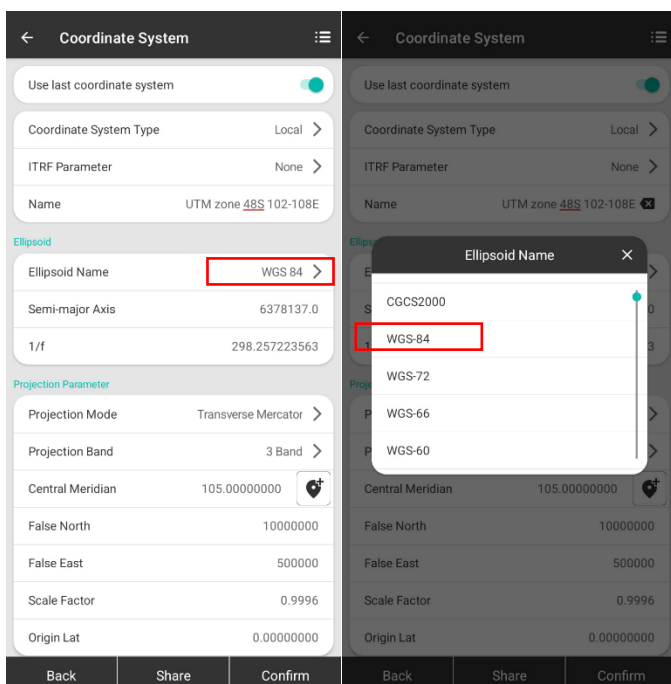 Coordinate System
Use last coordinate system
Coordinate System Type Local
ITRF Parameter None
Name UTM zone 48S 102-108E
Ellipsoid
Ellipsoid Name WGS 84
Semi-major Axis 6378137.0
1/f 298.257223563
Projection Parameter
Projection Mode Transverse Mercator
Projection Band 3 Band
Central Meridian 105.00000000
False North 10000000
False East 500000
Scale Factor 0.9996
Origin Lat 0.00000000
Back Share Confirm
Coordinate System
Use last coordinate system
Coordinate System Type Local
ITRF Parameter None
Name UTM zone 48S 102-108E
Ellipsoid Name
CGCS2000
WGS-84
WGS-72
WGS-66
WGS-60
Central Meridian 105.00000000
False North 10000000
False East 500000
Scale Factor 0.9996
Origin Lat 0.00000000
Back Share Confirm